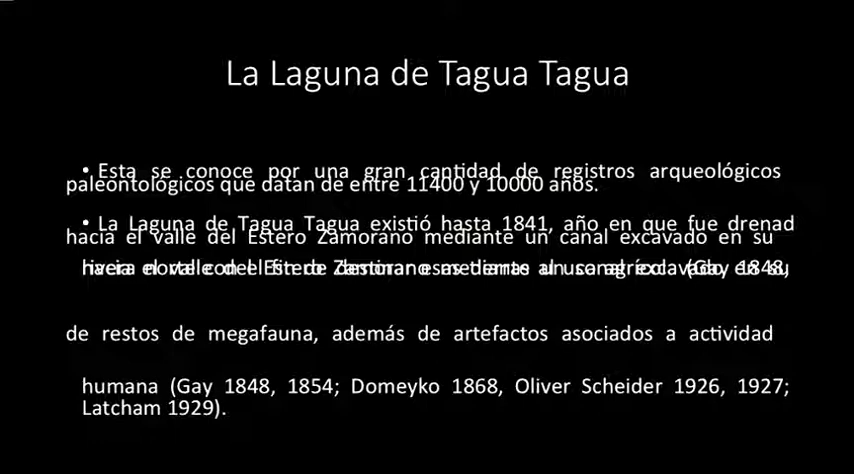 La Laguna de Tagua Tagua
• Esta se conoce por una gran cantidad de registros arqueológicos
paleontológicos que datan de entre 11400 y 10000 años.
• La Laguna de Tagua Tagua existió hasta 1841, año en que fue drenad
hacia el valle del Estero Zamorano mediante un canal excavado en su
de restos de megafauna, además de artefactos asociados a actividad
humana (Gay 1848, 1854; Domeyko 1868, Oliver Scheider 1926, 1927;
Latcham 1929).